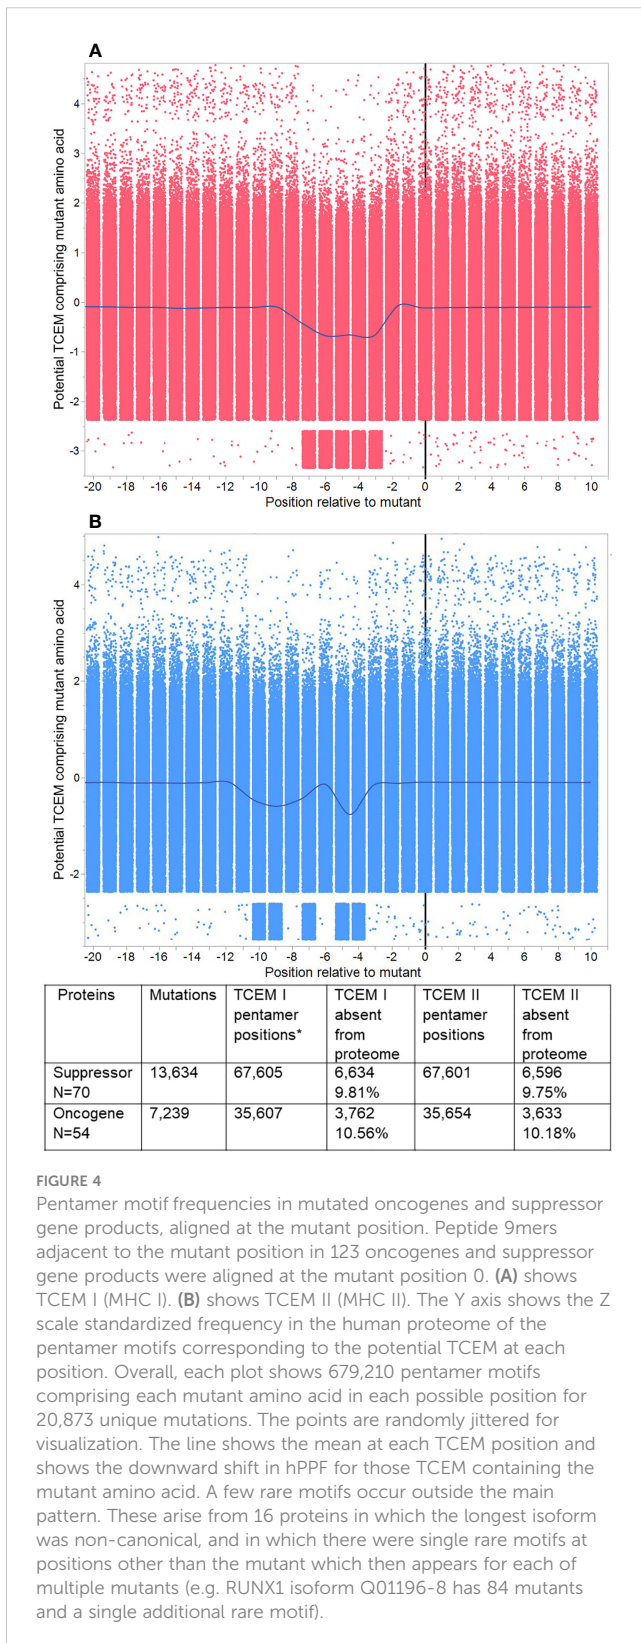 A
Potential TCEM comprising mutant amino acid
4
3
2
1
0
-1
-2
-3
-20 -18 -16 -14 -12 -10 -8 -6 -4 -2 0 2 4 6 8 10
Position relative to mutant
B
Potential TCEM comprising mutant amino acid
4
2
0
-2
-20 -18 -16 -14 -12 -10 -8 -6 -4 -2 0 2 4 6 8 10
Position relative to mutant
Proteins Mutations TCEM I TCEM I TCEM II TCEM II
pentamer absent pentamer absent
positions* from positions from
proteome proteome
Suppressor 13,634 67,605 6,634 67,601 6,596
N=70 9.81% 9.75%
Oncogene 7,239 35,607 3,762 35,654 3,633
N=54 10.56% 10.18%
FIGURE 4
Pentamer motif frequencies in mutated oncogenes and suppressor
gene products, aligned at the mutant position. Peptide 9mers
adjacent to the mutant position in 123 oncogenes and suppressor
gene products were aligned at the mutant position 0. (A) shows
TCEM I (MHC I). (B) shows TCEM II (MHC II). The Y axis shows the Z
scale standardized frequency in the human proteome of the
pentamer motifs corresponding to the potential TCEM at each
position. Overall, each plot shows 679,210 pentamer motifs
comprising each mutant amino acid in each possible position for
20,873 unique mutations. The points are randomly jittered for
visualization. The line shows the mean at each TCEM position and
shows the downward shift in hPPF for those TCEM containing the
mutant amino acid. A few rare motifs occur outside the main
pattern. These arise from 16 proteins in which the longest isoform
was non-canonical, and in which there were single rare motifs at
positions other than the mutant which then appears for each of
multiple mutants (e.g. RUNX1 isoform Q01196-8 has 84 mutants
and a single additional rare motif).